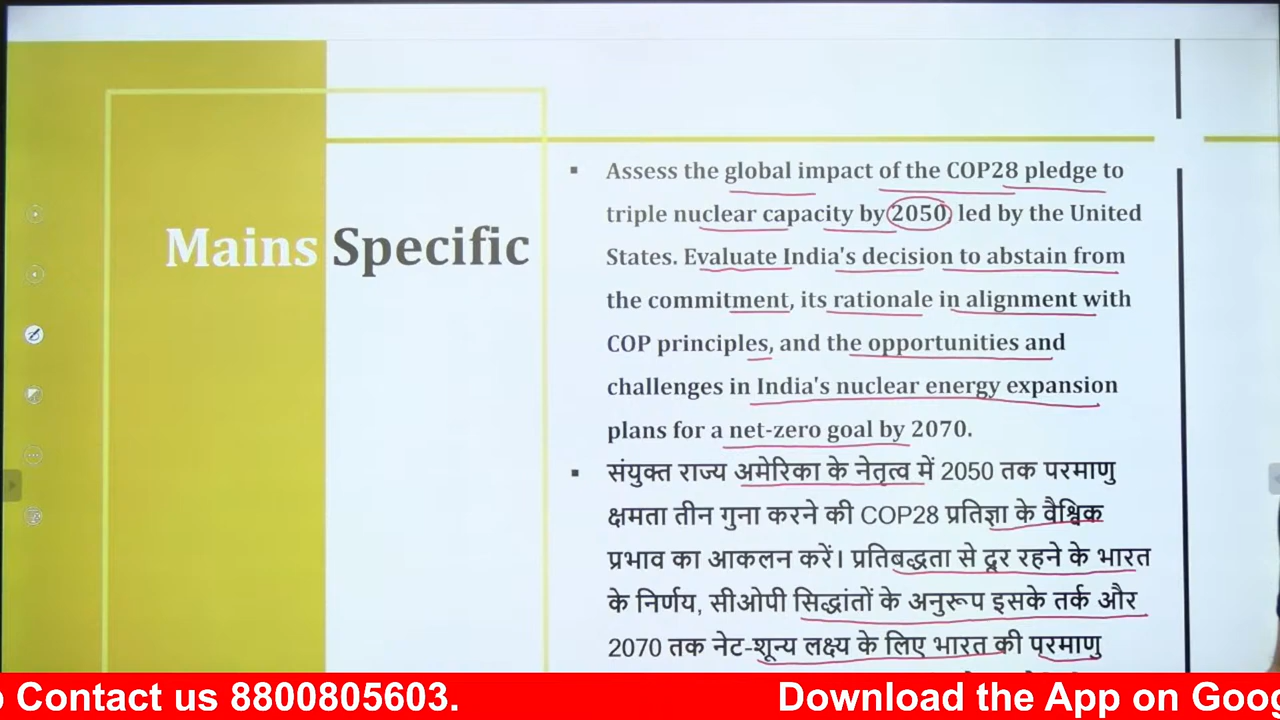 Mains Specific
▪ Assess the global impact of the COP28 pledge to
triple nuclear capacity by 2050 led by the United
States. Evaluate India's decision to abstain from
the commitment, its rationale in alignment with
COP principles, and the opportunities and
challenges in India's nuclear energy expansion
plans for a net-zero goal by 2070.
▪ संयुक्त राज्य अमेरिका के नेतृत्व में 2050 तक परमाणु
क्षमता तीन गुना करने की COP28 प्रतिज्ञा के वैश्विक
प्रभाव का आकलन करें। प्रतिबद्धता से दूर रहने के भारत
के निर्णय, सीओपी सिद्धांतों के अनुरूप इसके तर्क और
2070 तक नेट-शून्य लक्ष्य के लिए भारत की परमाणु
Contact us 8800805603.
Download the App on